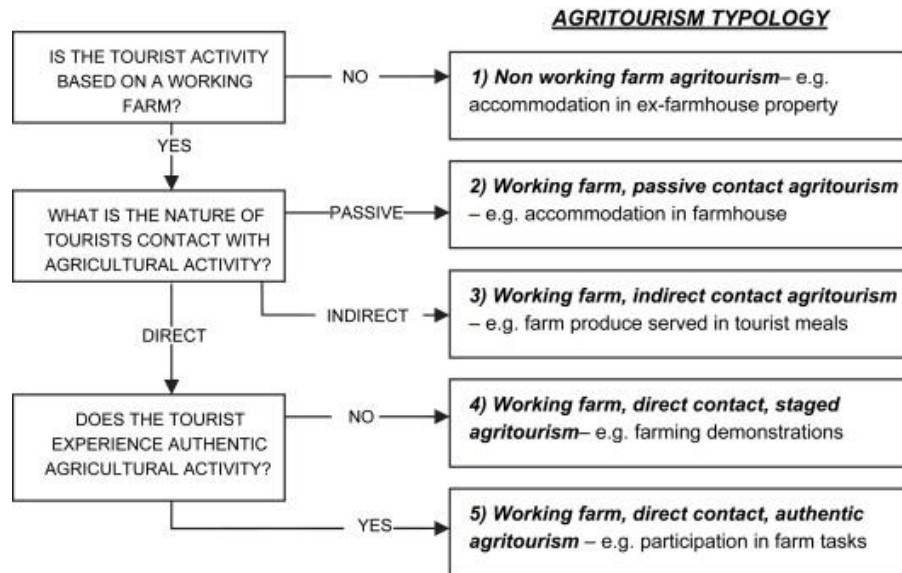 AGRITOURISM TYPOLOGY
IS THE TOURIST ACTIVITY
BASED ON A WORKING
FARM?
NO
1) Non working farm agritourism– e.g.
accommodation in ex-farmhouse property
YES
WHAT IS THE NATURE OF
TOURISTS CONTACT WITH
AGRICULTURAL ACTIVITY?
PASSIVE
2) Working farm, passive contact agritourism
– e.g. accommodation in farmhouse
INDIRECT
3) Working farm, indirect contact agritourism
– e.g. farm produce served in tourist meals
DIRECT
DOES THE TOURIST
EXPERIENCE AUTHENTIC
AGRICULTURAL ACTIVITY?
NO
4) Working farm, direct contact, staged
agritourism– e.g. farming demonstrations
YES
5) Working farm, direct contact, authentic
agritourism – e.g. participation in farm tasks